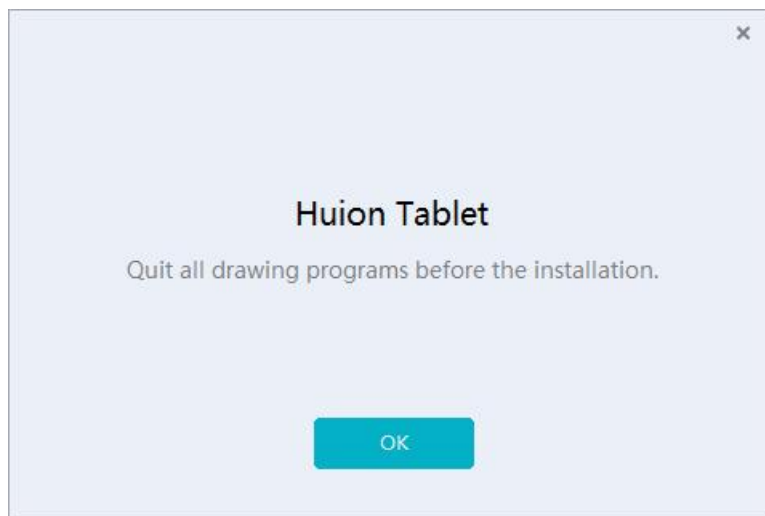 Huion Tablet
Quit all drawing programs before the installation.
OK